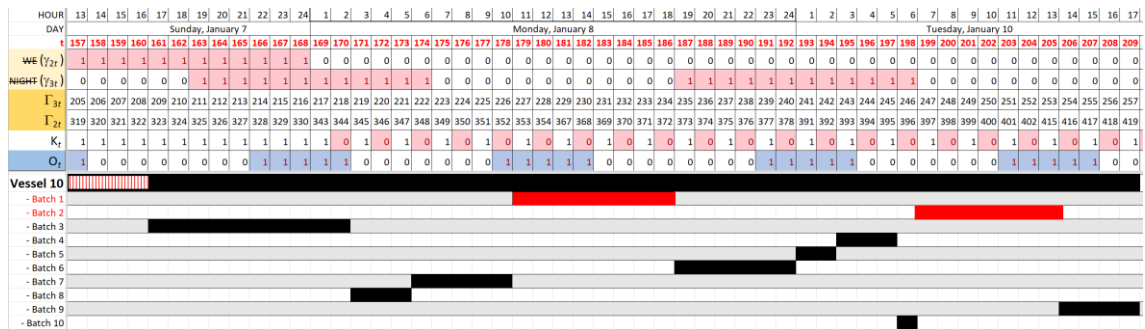 HOUR 13 14 15 16 17 18 19 20 21 22 23 24 1 2 3 4 5 6 7 8 9 10 11 12 13 14 15 16 17 18 19 20 21 22 23 24 1 2 3 4 5 6 7 8 9 10 11 12 13 14 15 16 17
DAY Sunday, January 7 Monday, January 8 Tuesday, January 10
t 157 158 159 160 161 162 163 164 165 166 167 168 169 170 171 172 173 174 175 176 177 178 179 180 181 182 183 184 185 186 187 188 189 190 191 192 193 194 195 196 197 198 199 200 201 202 203 204 205 206 207 208 209
WE (γ2t) 1 1 1 1 1 1 1 1 1 1 1 1 0 0 0 0 0 0 0 0 0 0 0 0 0 0 0 0 0 0 0 0 0 0 0 0 0 0 0 0 0 0 0 0 0 0 0 0 0 0 0 0 0
NIGHT (γ3t) 0 0 0 0 0 0 1 1 1 1 1 1 1 1 1 1 1 1 0 0 0 0 0 0 0 0 0 0 0 0 1 1 1 1 1 1 1 1 1 1 1 1 0 0 0 0 0 0 0 0 0 0 0
Γ3t 205 206 207 208 209 210 211 212 213 214 215 216 217 218 219 220 221 222 223 224 225 226 227 228 229 230 231 232 233 234 235 236 237 238 239 240 241 242 243 244 245 246 247 248 249 250 251 252 253 254 255 256 257
Γ2t 319 320 321 322 323 324 325 326 327 328 329 330 343 344 345 346 347 348 349 350 351 352 365 366 367 368 369 370 371 372 373 374 375 376 377 378 391 392 393 394 395 396 397 398 399 400 401 402 415 416 417 418 419
Kt 1 1 1 1 1 1 1 1 1 1 1 1 1 0 1 0 1 0 1 0 1 0 1 0 1 0 1 0 1 0 1 0 1 0 1 0 1 0 1 0 1 0 1 0 1 0 1 0 1 0 1 0 1
Ot 1 0 0 0 0 0 0 0 0 1 1 1 1 1 0 0 0 0 0 0 0 1 1 1 1 1 0 0 0 0 0 0 0 0 1 1 1 1 1 0 0 0 0 0 0 0 1 1 1 1 1 0 0
Vessel 10
- Batch 1
- Batch 2
- Batch 3
- Batch 4
- Batch 5
- Batch 6
- Batch 7
- Batch 8
- Batch 9
- Batch 10